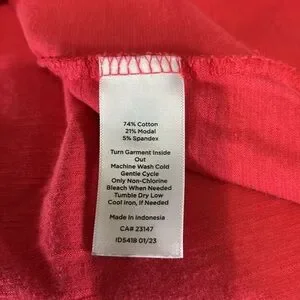 74% Cotton
21% Modal
5% Spandex
Turn Garment Inside
Out
Machine Wash Cold
Gentle Cycle
Only Non-Chlorine
Bleach When Needed
Tumble Dry Low
Cool Iron, If Needed
Made In Indonesia
CA# 23147
ID5418 01/23